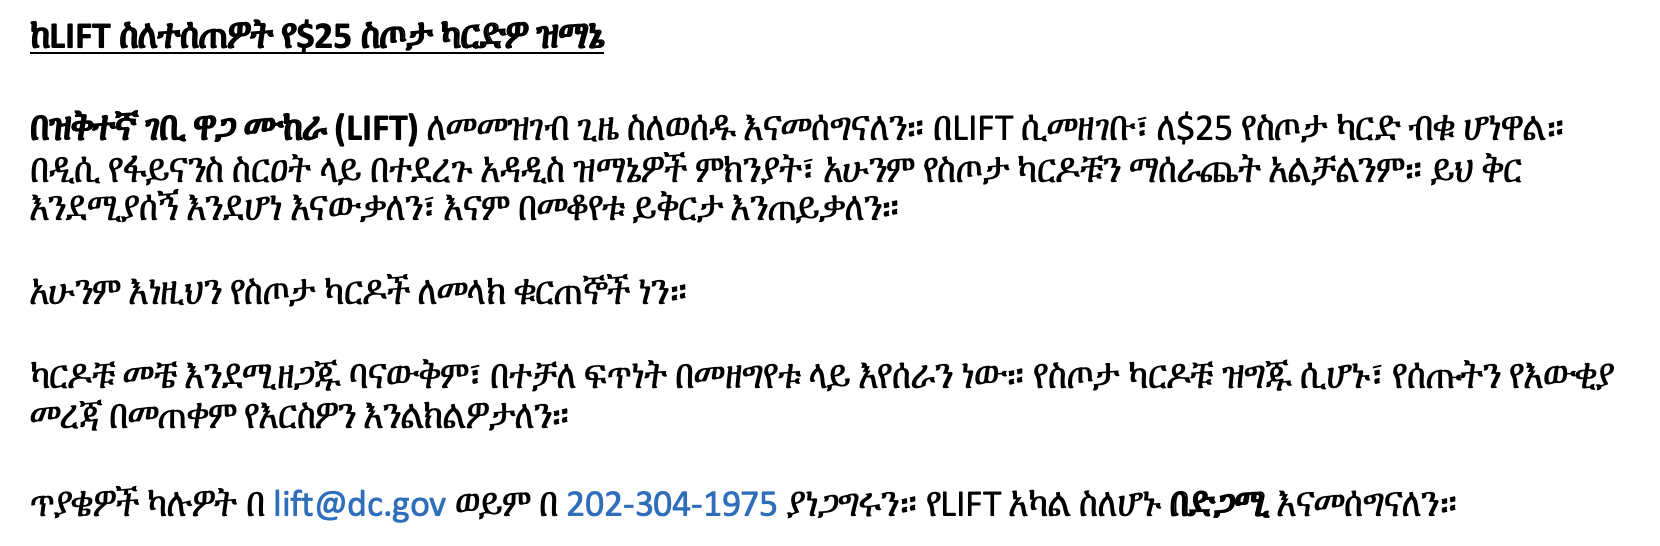 ከLIFT ስለተሰጠዎት የ$25 ስጦታ ካርድዎ ዝማኔ
በዝቅተኛ ገቢ ዋጋ ሙከራ (LIFT) ለመመዝገብ ጊዜ ስለወሰዱ እናመሰግናለን። በLIFT ሲመዘገቡ፣ ለ$25 የስጦታ ካርድ ብቁ ሆነዋል።
በዲሲ የፋይናንስ ስርዐት ላይ በተደረጉ አዳዲስ ዝማኔዎች ምክንያት፣ አሁንም የስጦታ ካርዶቹን ማሰራጨት አልቻልንም። ይህ ቅር
እንደሚያሰኝ እንደሆነ እናውቃለን፣ እናም በመቆየቱ ይቅርታ እንጠይቃለን።
አሁንም እነዚህን የስጦታ ካርዶች ለመላክ ቁርጠኞች ነን።
ካርዶቹ መቼ እንደሚዘጋጁ ባናውቅም፣ በተቻለ ፍጥነት በመዘግየቱ ላይ እየሰራን ነው። የስጦታ ካርዶቹ ዝግጁ ሲሆኑ፣ የሰጡትን የእውቂያ
መረጃ በመጠቀም የእርስዎን እንልክልዎታለን።
ጥያቄዎች ካሉዎት በ lift@dc.gov ወይም በ 202-304-1975 ያነጋግሩን። የLIFT አካል ስለሆኑ በድጋሚ እናመሰግናለን።